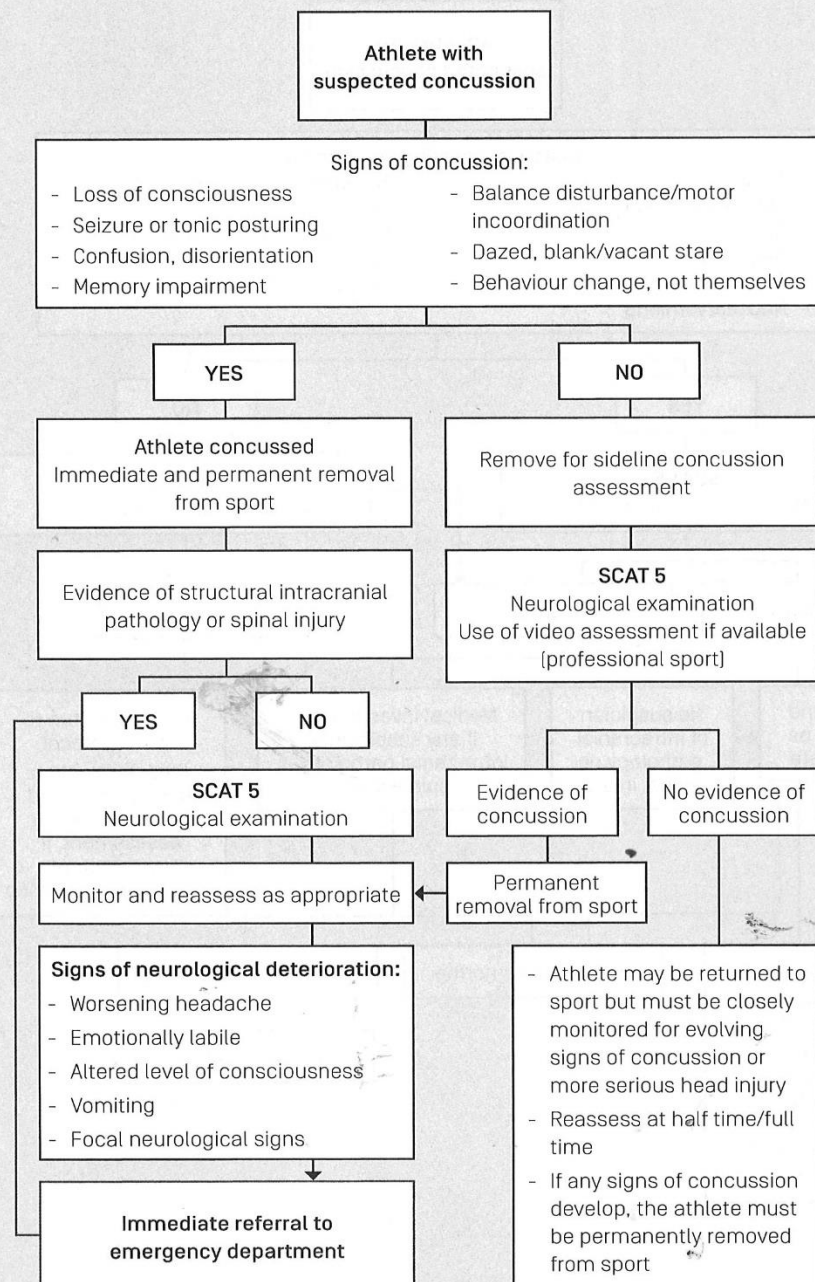 Athlete with
suspected concussion
Signs of concussion:
- Loss of consciousness
- Seizure or tonic posturing
- Confusion, disorientation
- Memory impairment
- Balance disturbance/motor
incoordination
- Dazed, blank/vacant stare
- Behaviour change, not themselves
YES
NO
Athlete concussed
Immediate and permanent removal
from sport
Remove for sideline concussion
assessment
Evidence of structural intracranial
pathology or spinal injury
SCAT 5
Neurological examination
Use of video assessment if available
(professional sport)
YES
NO
SCAT 5
Neurological examination
Evidence of
concussion
No evidence of
concussion
Monitor and reassess as appropriate
Permanent
removal from sport
Signs of neurological deterioration:
- Worsening headache
- Emotionally labile
- Altered level of consciousness
- Vomiting
- Focal neurological signs
- Athlete may be returned to
sport but must be closely
monitored for evolving
signs of concussion or
more serious head injury
- Reassess at half time/full
time
- If any signs of concussion
develop, the athlete must
be permanently removed
from sport
Immediate referral to
emergency department